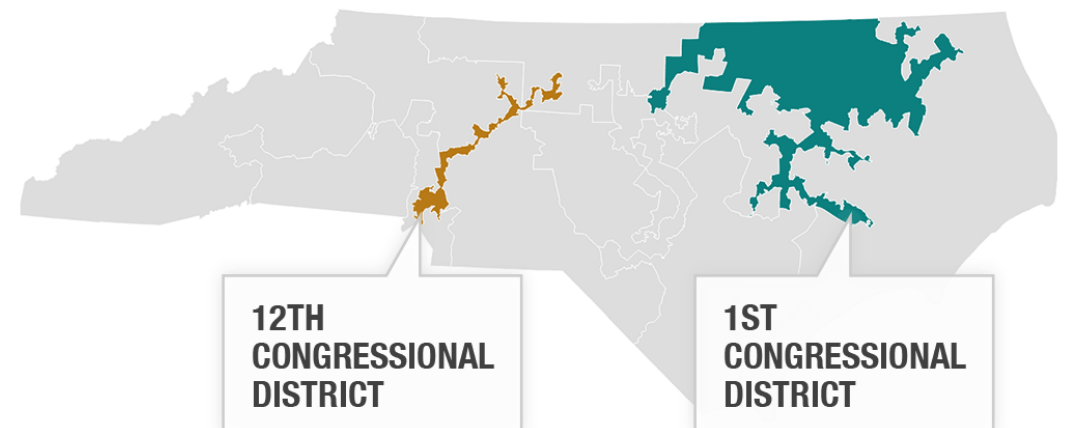 12TH
CONGRESSIONAL
DISTRICT
1ST
CONGRESSIONAL
DISTRICT